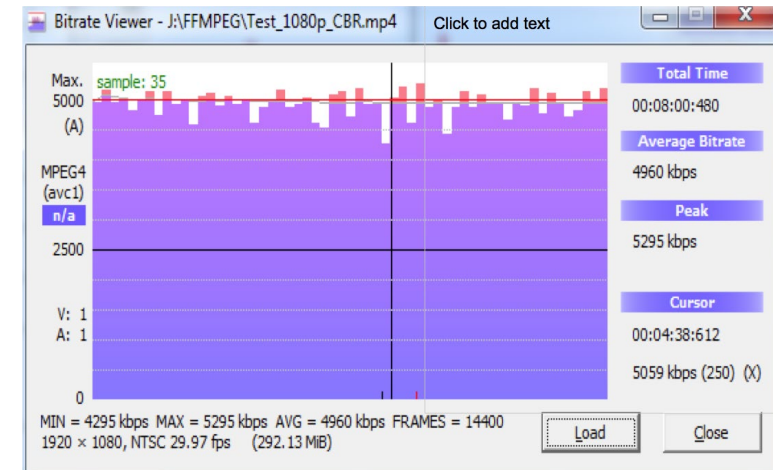 Bitrate Viewer - J:\FFMPEG\Test_1080p_CBR.mp4
Click to add text
X
Max.
sample: 35
5000
(A)
MPEG4
(avc1)
n/a
2500
V: 1
A: 1
0
Total Time
00:08:00:480
Average Bitrate
4960 kbps
Peak
5295 kbps
Cursor
00:04:38:612
5059 kbps (250) (X)
MIN = 4295 kbps MAX = 5295 kbps AVG = 4960 kbps FRAMES = 14400
1920 × 1080, NTSC 29.97 fps (292.13 MiB)
Load
Close